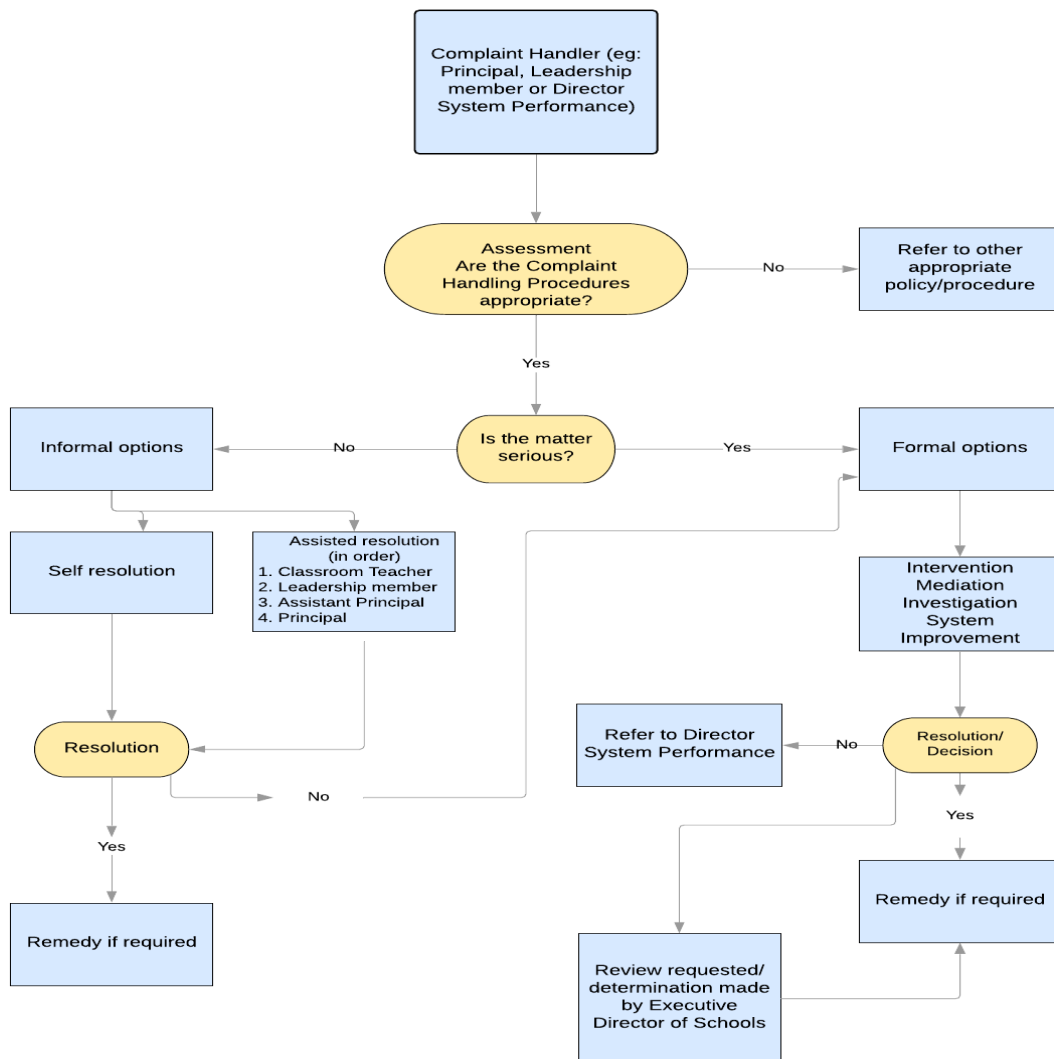 Complaint Handler (eg:
Principal, Leadership
member or Director
System Performance)
Assessment
Are the Complaint
Handling Procedures
appropriate?
No
Refer to other
appropriate
policy/procedure
Yes
Informal options
No
Is the matter
serious?
Yes
Formal options
Self resolution
Assisted resolution
(in order)
1. Classroom Teacher
2. Leadership member
3. Assistant Principal
4. Principal
Intervention
Mediation
Investigation
System
Improvement
Resolution
Refer to Director
System Performance
No
Resolution/
Decision
No
Yes
Yes
Remedy if required
Remedy if required
Review requested/
determination made
by Executive
Director of Schools